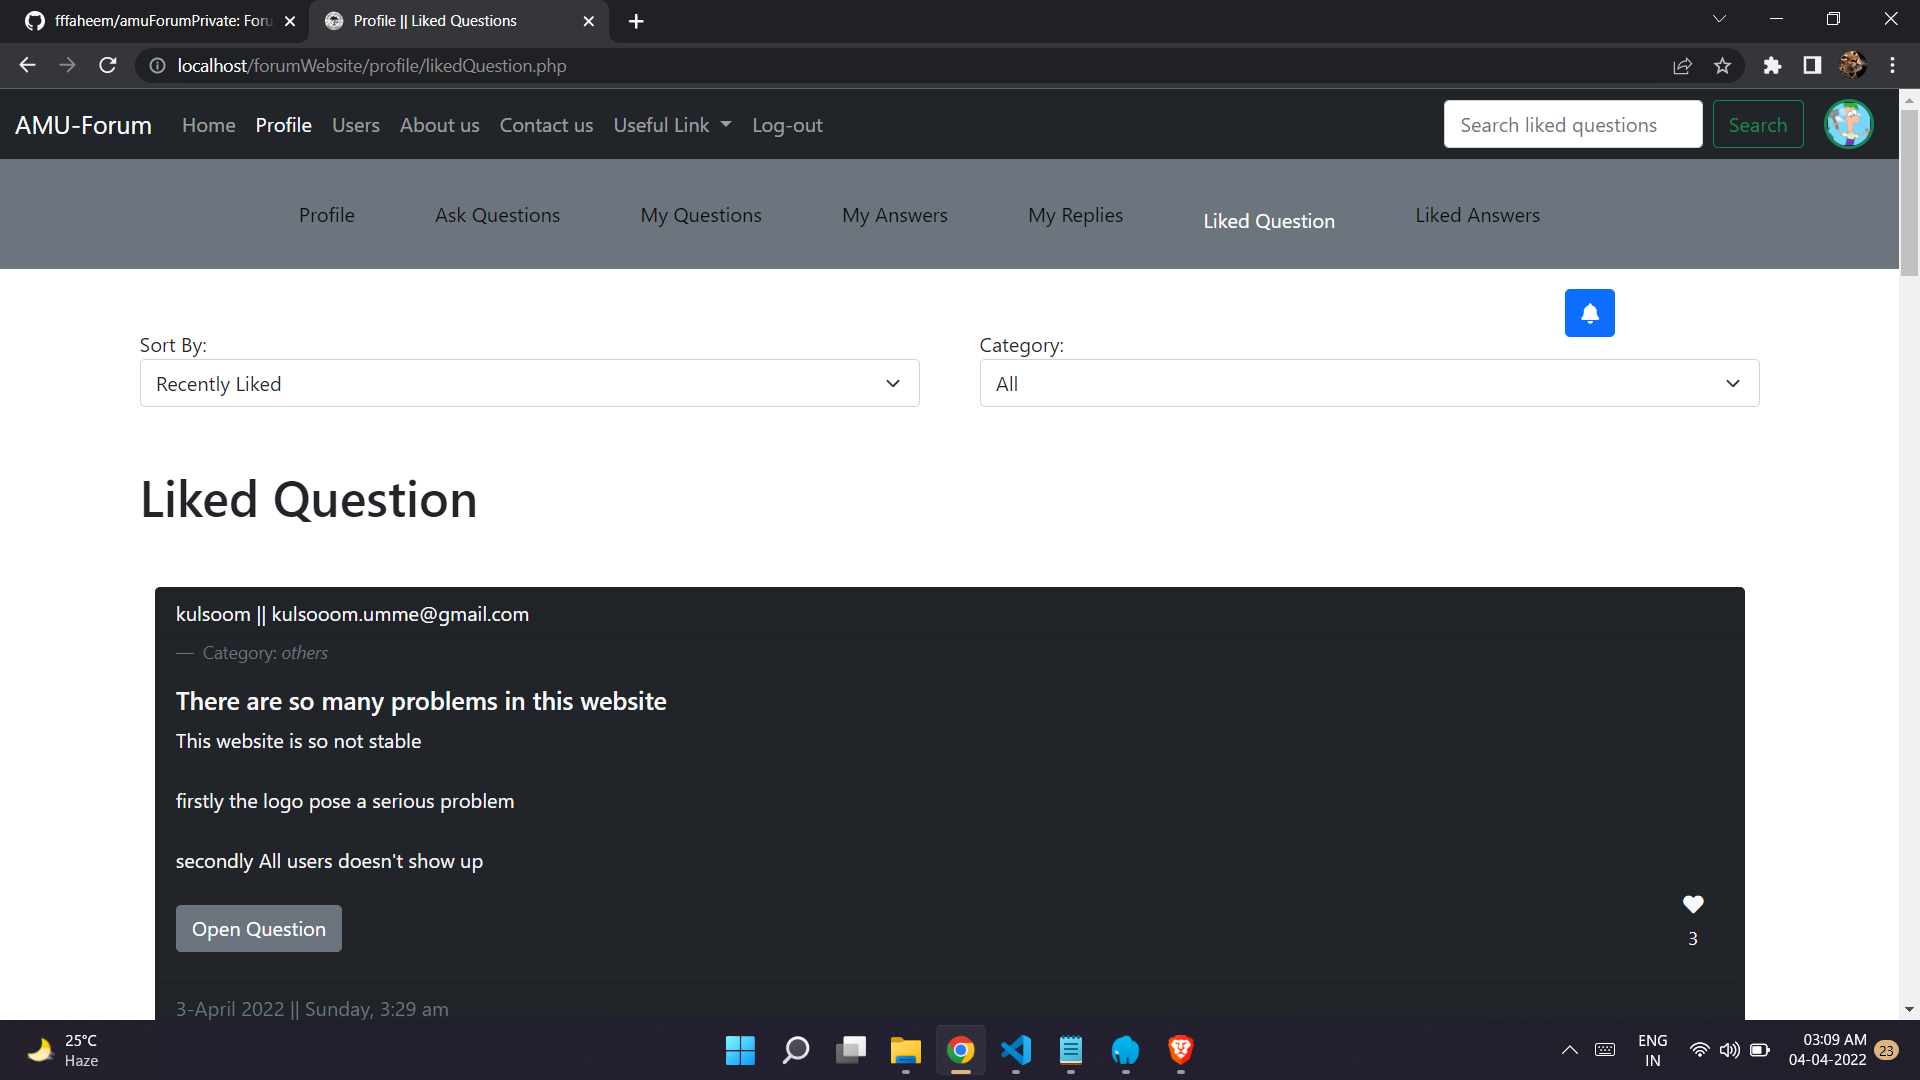 fffaheem/amuForumPrivate: Foru
Profile || Liked Questions
localhost/forumWebsite/profile/likedQuestion.php
AMU-Forum Home Profile Users About us Contact us Useful Link Log-out Search liked questions Search
Profile Ask Questions My Questions My Answers My Replies Liked Question Liked Answers
Sort By: Category:
Recently Liked All
Liked Question
kulsoom || kulsooom.umme@gmail.com
— Category: others
There are so many problems in this website
This website is so not stable
firstly the logo pose a serious problem
secondly All users doesn't show up
Open Question
3
3-April 2022 || Sunday, 3:29 am
25°C
Haze
ENG
IN
03:09 AM
04-04-2022
23